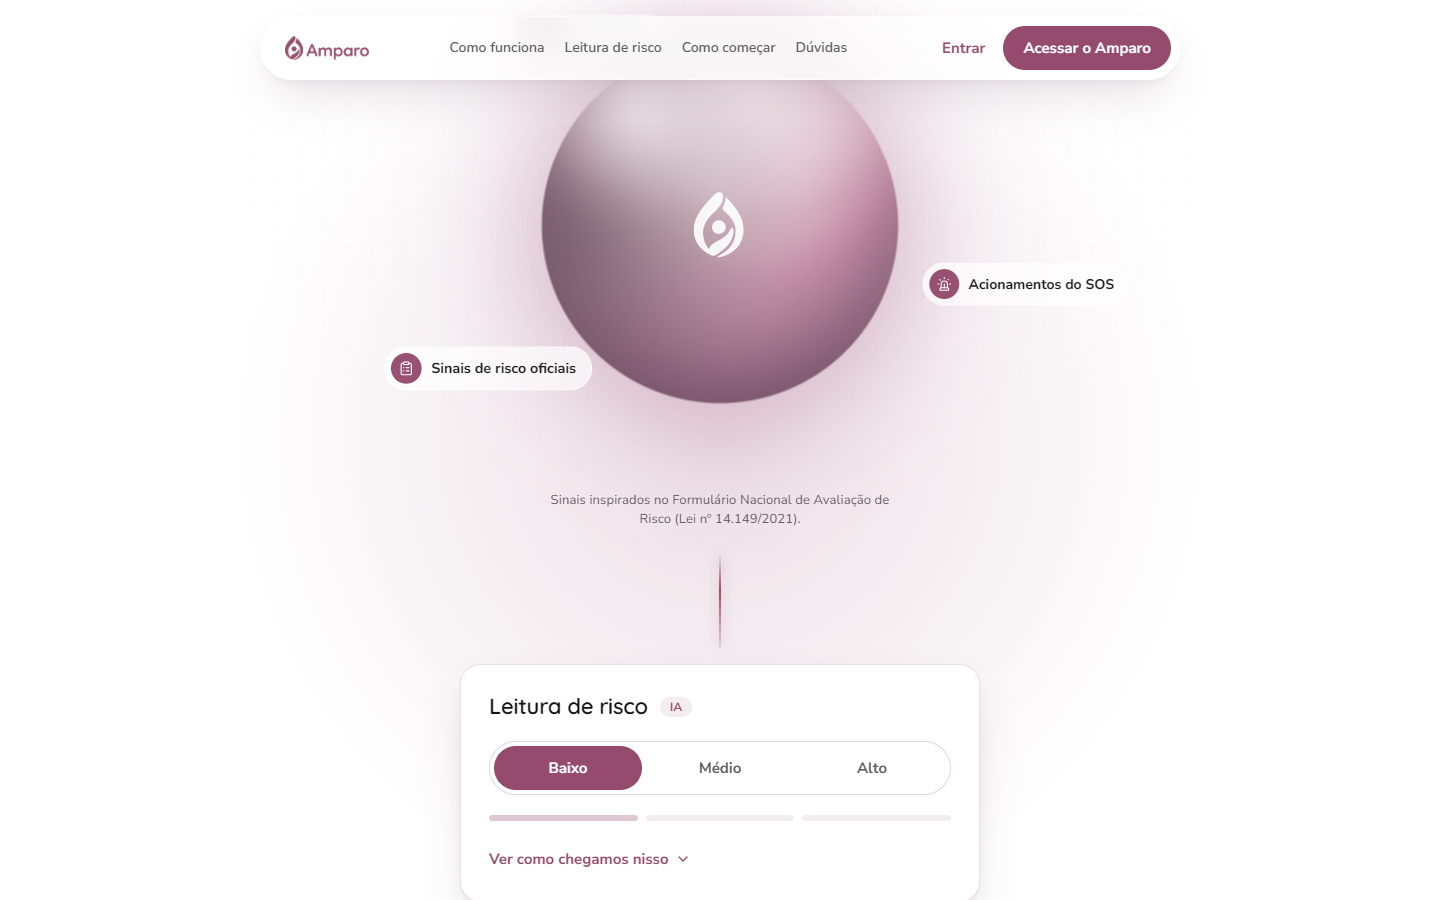 Amparo
Como funciona
Leitura de risco
Como começar
Dúvidas
Entrar
Acessar o Amparo
Acionamentos do SOS
Sinais de risco oficiais
Sinais inspirados no Formulário Nacional de Avaliação de
Risco (Lei nº 14.149/2021).
Leitura de risco IA
Baixo
Médio
Alto
Ver como chegamos nisso